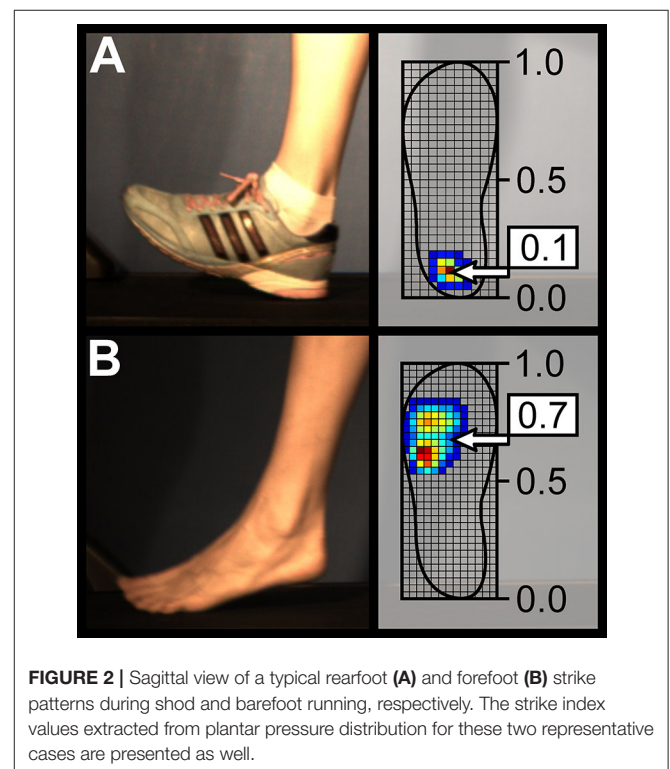 A
1.0
0.5
0.1
0.0
B
1.0
0.7
0.5
0.0
FIGURE 2 | Sagittal view of a typical rearfoot (A) and forefoot (B) strike
patterns during shod and barefoot running, respectively. The strike index
values extracted from plantar pressure distribution for these two representative
cases are presented as well.